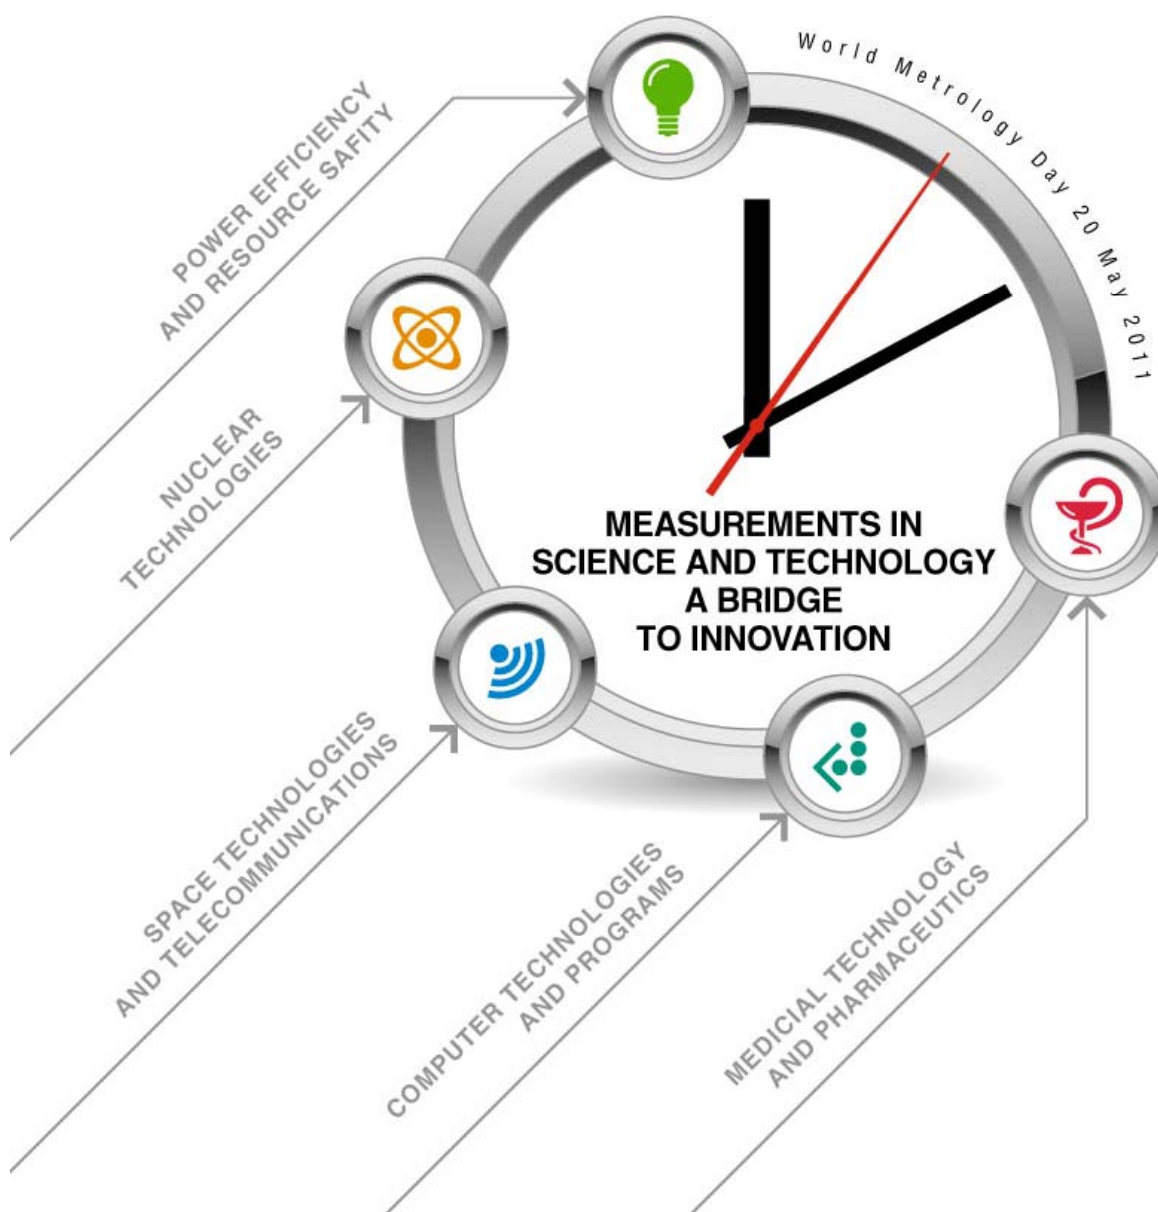 World Metrology Day 20 May 2011
POWER EFFICIENCY
AND RESOURCE SAFITY
NUCLEAR
TECHNOLOGIES
MEASUREMENTS IN
SCIENCE AND TECHNOLOGY
A BRIDGE
TO INNOVATION
SPACE TECHNOLOGIES
AND TELECOMMUNICATIONS
COMPUTER TECHNOLOGIES
AND PROGRAMS
MEDICIAL TECHNOLOGY
AND PHARMACEUTICS